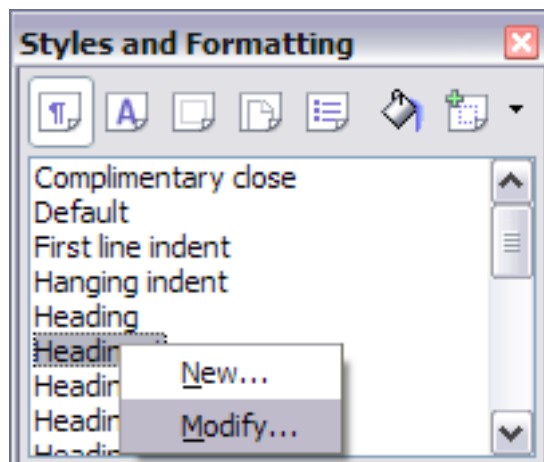 Styles and Formatting
Complimentary close
Default
First line indent
Hanging indent
Heading
New...
Modify...